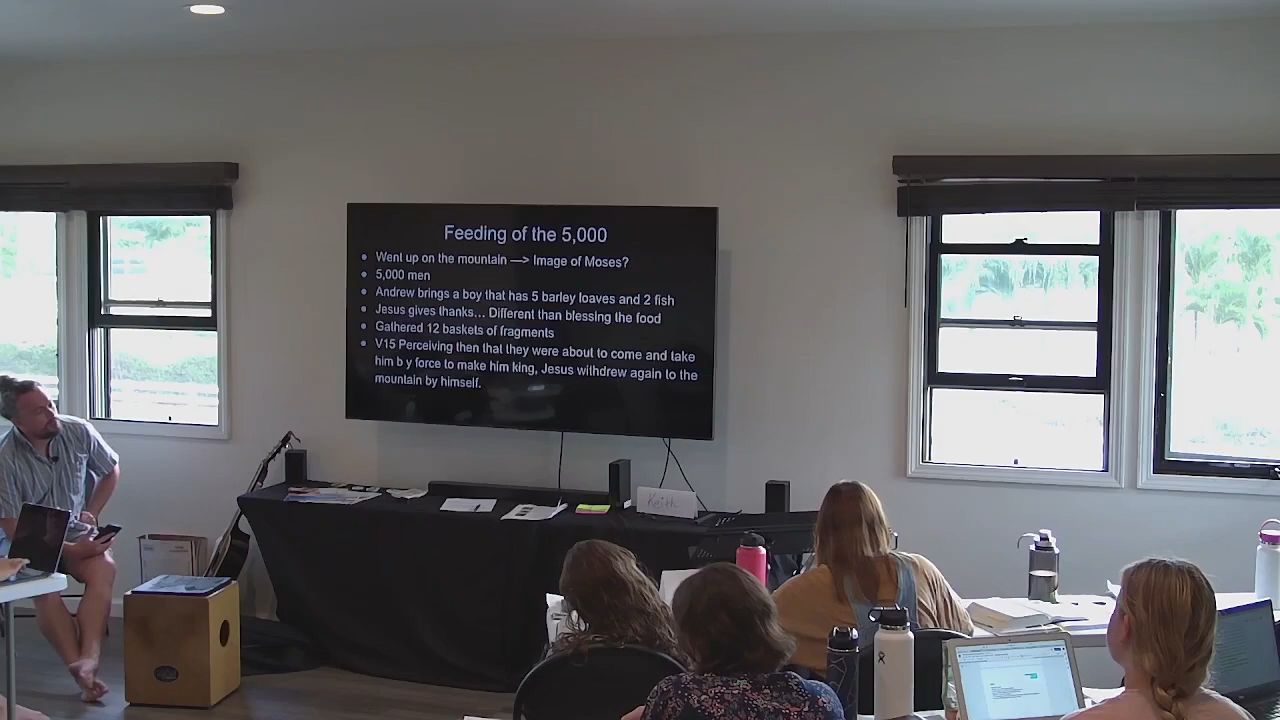 Feeding of the 5,000
• Went up on the mountain —> Image of Moses?
• 5,000 men
• Andrew brings a boy that has 5 barley loaves and 2 fish
• Jesus gives thanks... Different than blessing the food
• Gathered 12 baskets of fragments
• V15 Perceiving then that they were about to come and take
him b y force to make him king, Jesus withdrew again to the
mountain by himself.
Keith